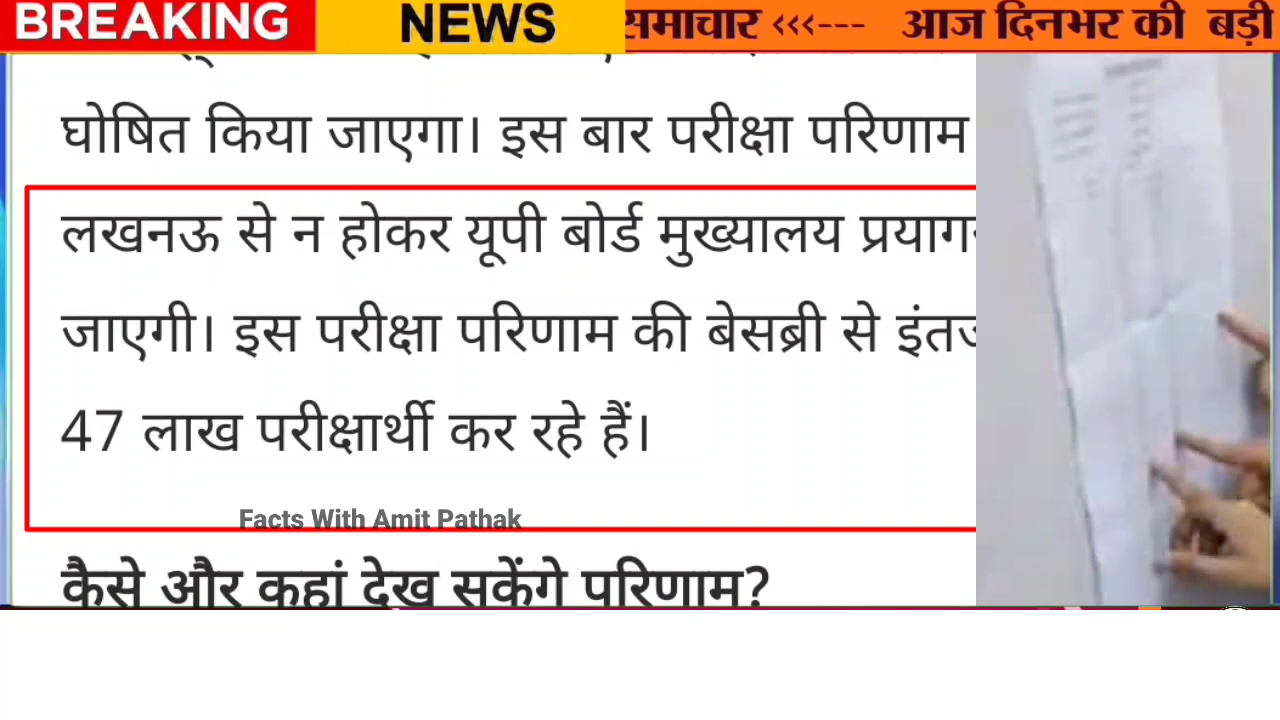 BREAKING NEWS समाचार <<<--- आज दिनभर की बड़ी
घोषित किया जाएगा। इस बार परीक्षा परिणाम
लखनऊ से न होकर यूपी बोर्ड मुख्यालय
जाएगी। इस परीक्षा परिणाम की बेसब्री से
47 लाख परीक्षार्थी कर रहे हैं।
Facts With Amit Pathak
कैसे और कहां देख सकेंगे परिणाम?